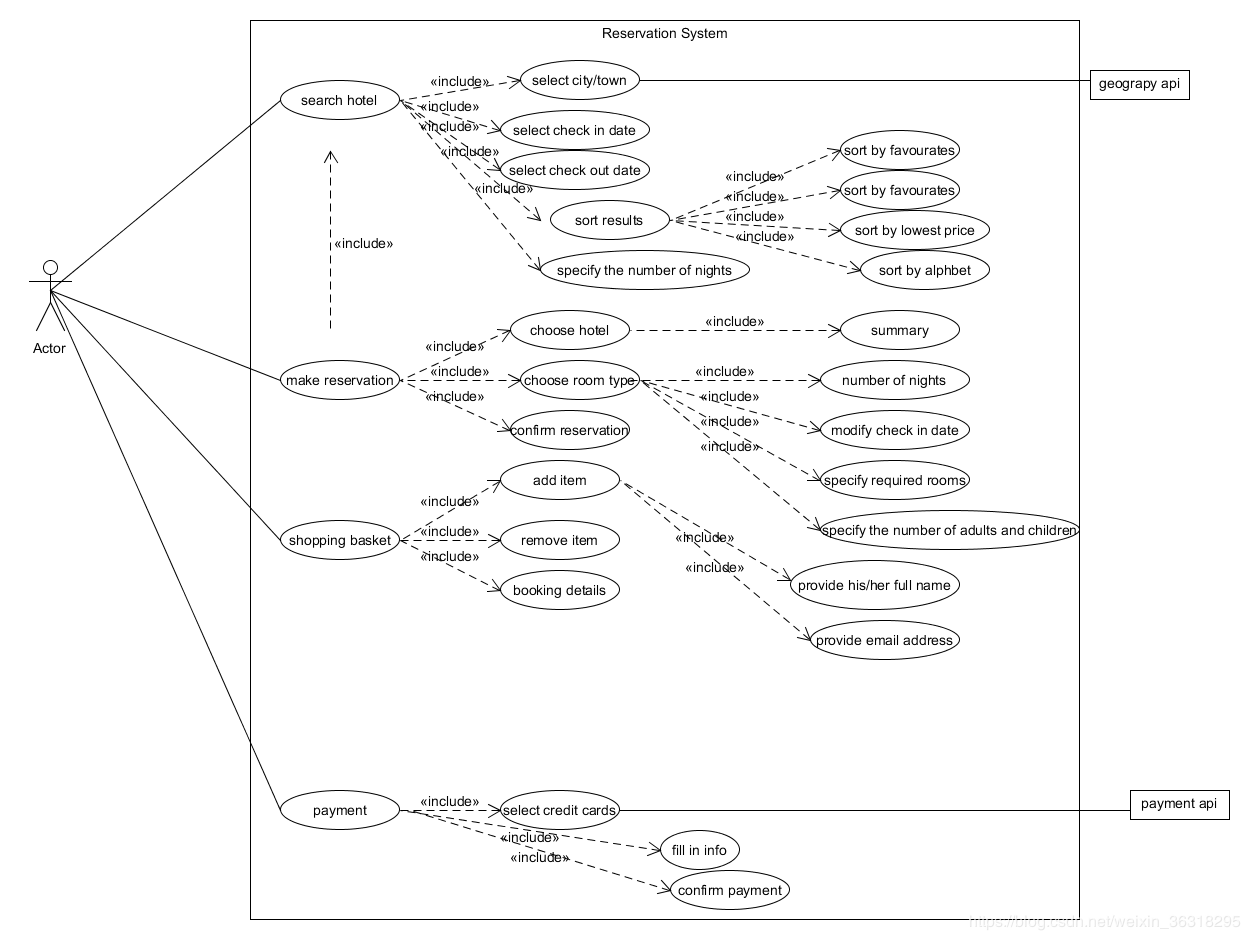 Reservation System
«include»
select city/town
geograpy api
search hotel
«include»
select check in date
«include»
«include»
select check out date
«include»
sort results
specify the number of nights
sort by favourates
«include»
sort by favourates
«include»
«include»
sort by lowest price
«include»
sort by alphbet
«include»
Actor
choose hotel
«include»
summary
«include»
make reservation
«include»
choose room type
«include»
number of nights
«include»
confirm reservation
«include»
modify check in date
«include»
«include»
specify required rooms
add item
«include»
shopping basket
«include»
remove item
«include»
booking details
specify the number of adults and children
«include»
provide his/her full name
«include»
provide email address
payment
«include»
select credit cards
payment api
«include»
fill in info
«include»
confirm payment
https://blog.csdn.net/weixin_36318295